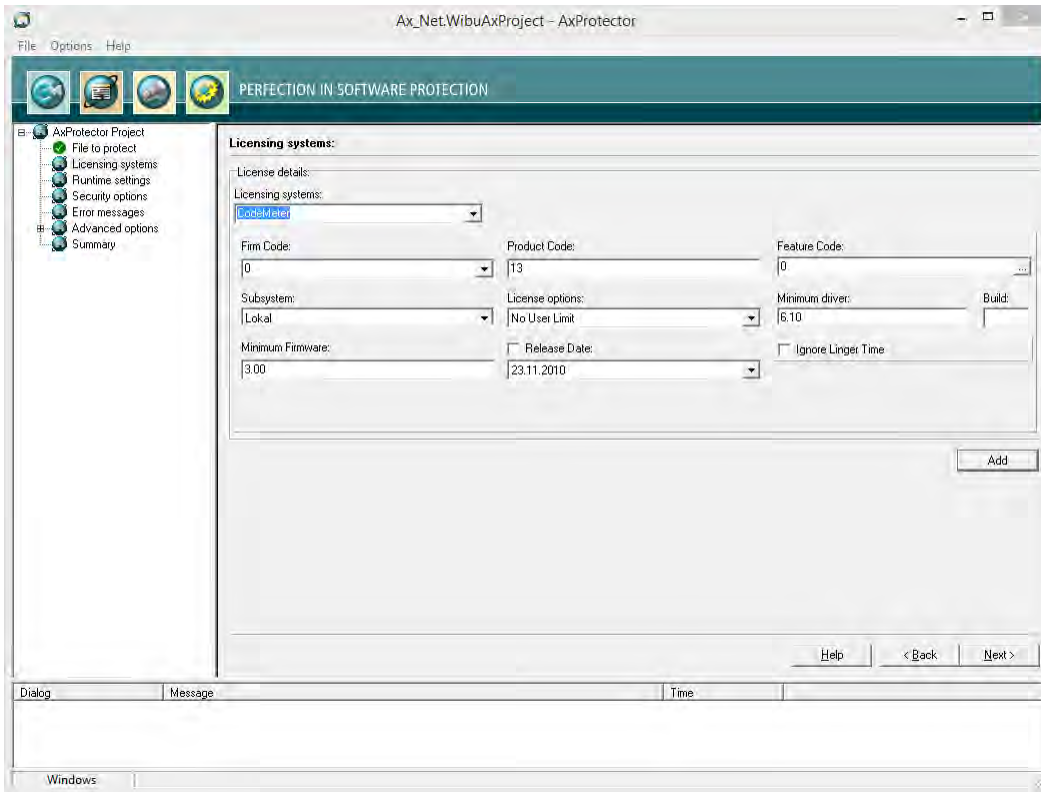 Ax_Net.WibuAxProject - AxProtector
File Options Help
PERFECTION IN SOFTWARE PROTECTION
AxProtector Project
File to protect
Licensing systems
Runtime settings
Security options
Error messages
Advanced options
Summary
Licensing systems:
License details:
Licensing systems:
CodeMeter
Firm Code: Product Code: Feature Code:
0 13 0 ...
Subsystem: License options: Minimum driver: Build:
Lokal No User Limit 6.10
Minimum Firmware: Release Date: Ignore Linger Time
3.00 23.11.2010
Add
Help < Back Next >
Dialog Message Time
Windows